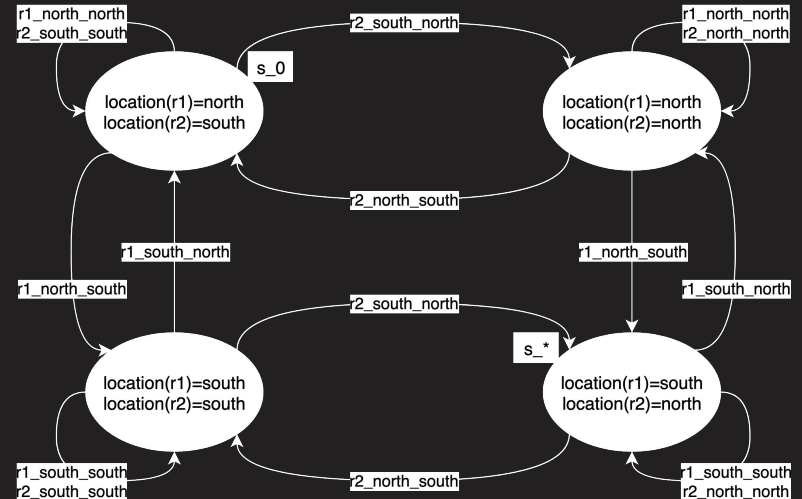 r1_north_north
r2_south_south
r2_south_north
r1_north_north
r2_north_north
s_0
location(r1)=north
location(r2)=south
location(r1)=north
location(r2)=north
r2_north_south
r1_south_north
r1_north_south
r1_north_south
r1_south_north
r2_south_north
s_*
location(r1)=south
location(r2)=south
location(r1)=south
location(r2)=north
r1_south_south
r2_south_south
r2_north_south
r1_south_south
r2_north_north